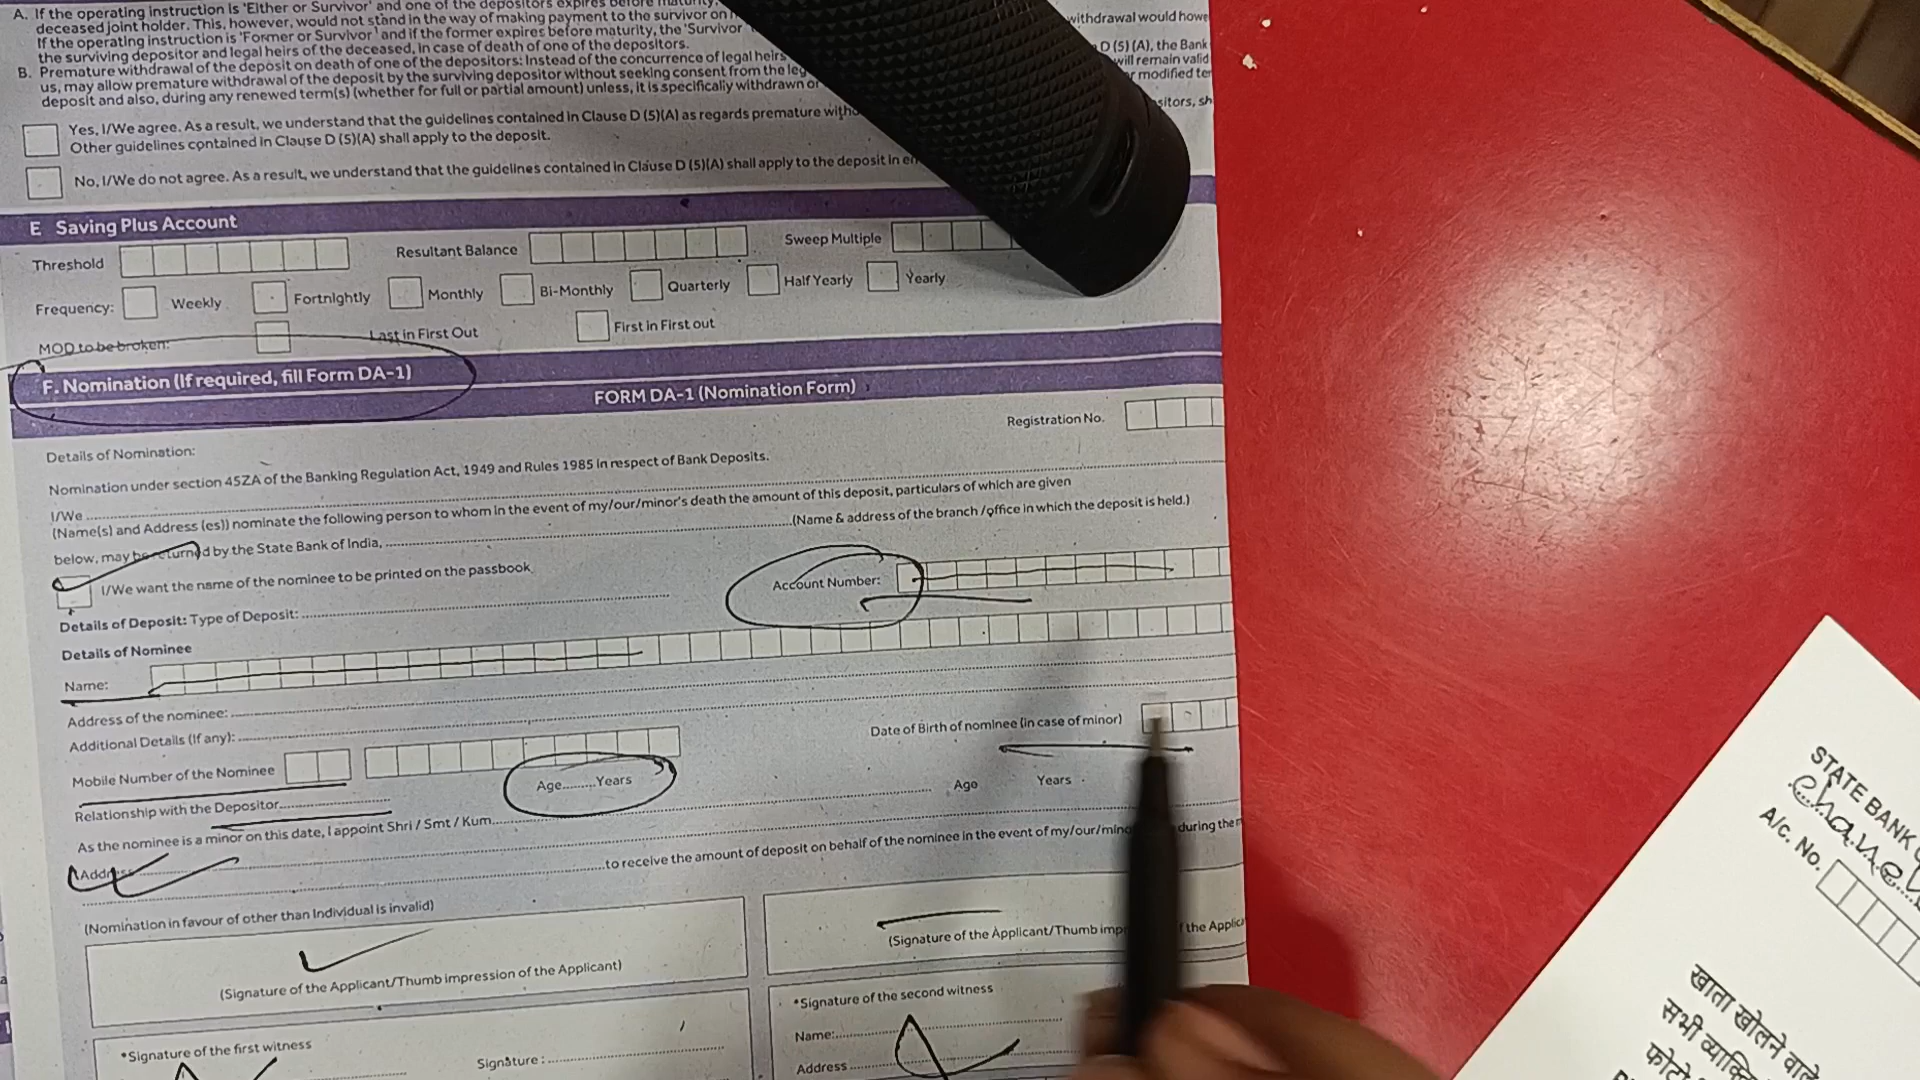 A. If the operating instruction is 'Either or Survivor' and one of the depositors expires before maturity,
deceased joint holder. This, however, would not stand in the way of making payment to the survivor on
If the operating instruction is 'Former or Survivor' and if the former expires before maturity, the 'Survivor'
withdrawal would howe
the surviving depositor and legal heirs of the deceased, in case of death of one of the depositors.
B. Premature withdrawal of the deposit on death of one of the depositors: Instead of the concurrence of legal heirs
D (5) (A), the Bank
us, may allow premature withdrawal of the deposit by the surviving depositor without seeking consent from the leg
will remain valid
deposit and also, during any renewed term(s) (whether for full or partial amount) unless, it is specifically withdrawn or
r modified ter
sitors, sh
Yes, I/We agree. As a result, we understand that the guidelines contained in Clause D (5)(A) as regards premature witho
Other guidelines contained in Clause D (5)(A) shall apply to the deposit.
No, I/We do not agree. As a result, we understand that the guidelines contained in Clause D (5)(A) shall apply to the deposit in en
E Saving Plus Account
Threshold Resultant Balance Sweep Multiple
Frequency: Weekly Fortnightly Monthly Bi-Monthly Quarterly Half Yearly Yearly
MOD to be broken: Last in First Out First in First out
F. Nomination (If required, fill Form DA-1)
FORM DA-1 (Nomination Form)
Registration No.
Details of Nomination:
Nomination under section 45ZA of the Banking Regulation Act, 1949 and Rules 1985 in respect of Bank Deposits.
I/We
(Name(s) and Address (es)) nominate the following person to whom in the event of my/our/minor's death the amount of this deposit, particulars of which are given
below, may be returned by the State Bank of India, (Name & address of the branch /office in which the deposit is held.)
I/We want the name of the nominee to be printed on the passbook
Account Number:
Details of Deposit: Type of Deposit:
Details of Nominee
Name:
Address of the nominee:
Additional Details (If any):
Date of Birth of nominee (in case of minor)
Mobile Number of the Nominee
Relationship with the Depositor Age Years Age Years
As the nominee is a minor on this date, I appoint Shri / Smt / Kum
Address
to receive the amount of deposit on behalf of the nominee in the event of my/our/mino during the
(Nomination in favour of other than Individual is invalid)
(Signature of the Applicant/Thumb impression of the Applicant)
(Signature of the Applicant/Thumb imp f the Applica
*Signature of the first witness
Signature :
*Signature of the second witness
Name:
Address
STATE BANK
A/c. No.
खाता खोलने वाले
सभी
फोटो